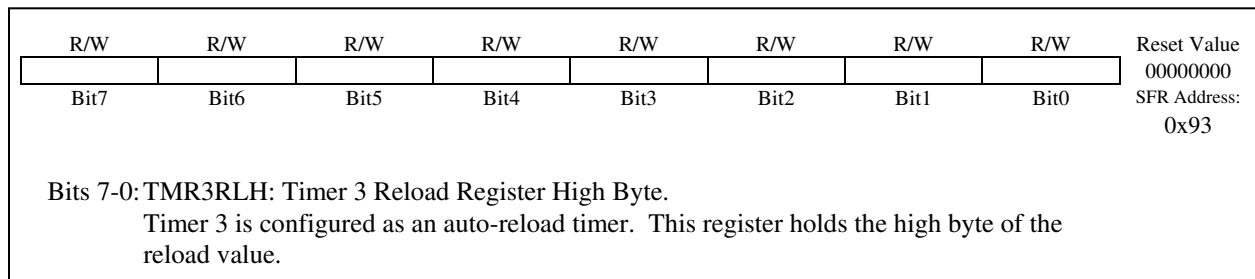 R/W R/W R/W R/W R/W R/W R/W R/W Reset Value
00000000
Bit7 Bit6 Bit5 Bit4 Bit3 Bit2 Bit1 Bit0 SFR Address:
0x93
Bits 7-0: TMR3RLH: Timer 3 Reload Register High Byte.
Timer 3 is configured as an auto-reload timer. This register holds the high byte of the
reload value.